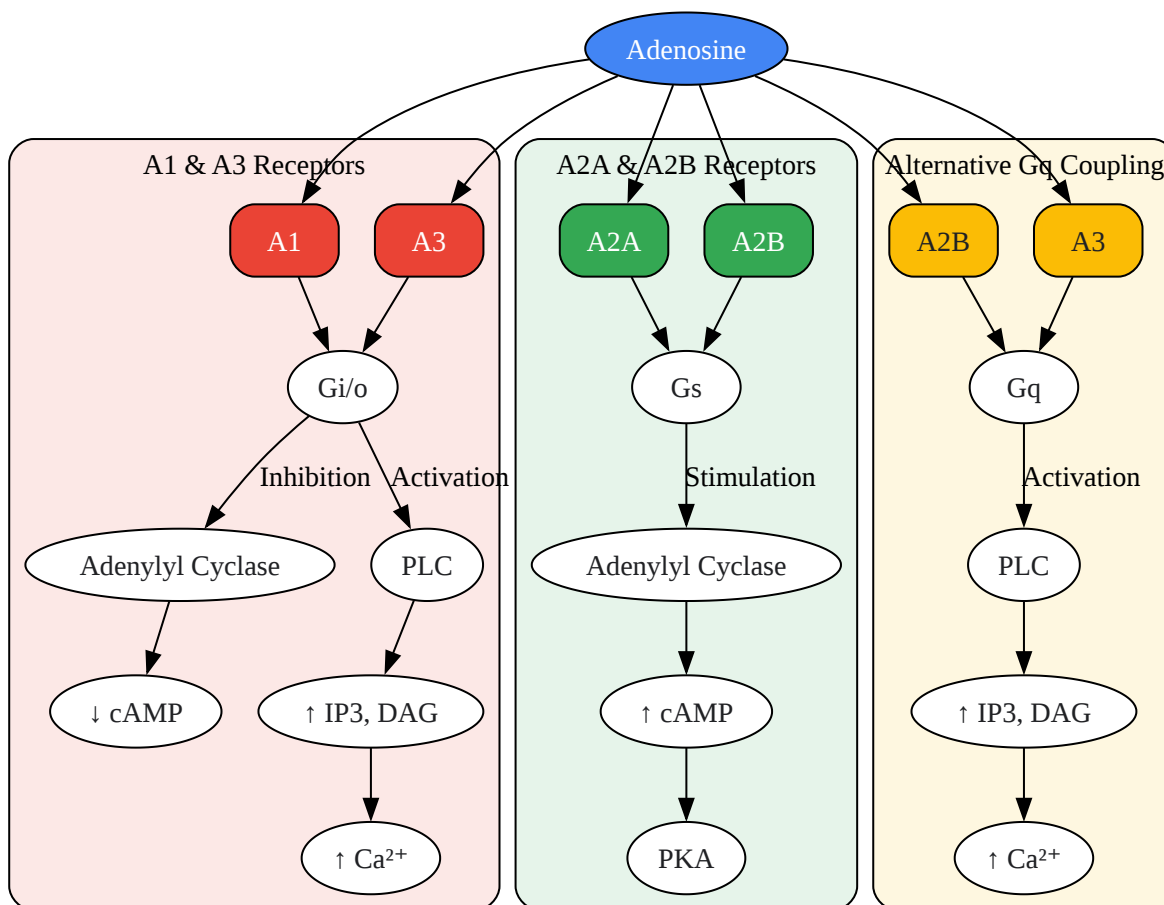 Adenosine
A1 & A3 Receptors
A2A & A2B Receptors
Alternative Gq Coupling
A1
A3
A2A
A2B
A2B
A3
Gi/o
Gs
Gq
Inhibition
Activation
Stimulation
Activation
Adenylyl Cyclase
PLC
Adenylyl Cyclase
PLC
↓ cAMP
↑ IP3, DAG
↑ cAMP
↑ IP3, DAG
↑ Ca²⁺
PKA
↑ Ca²⁺